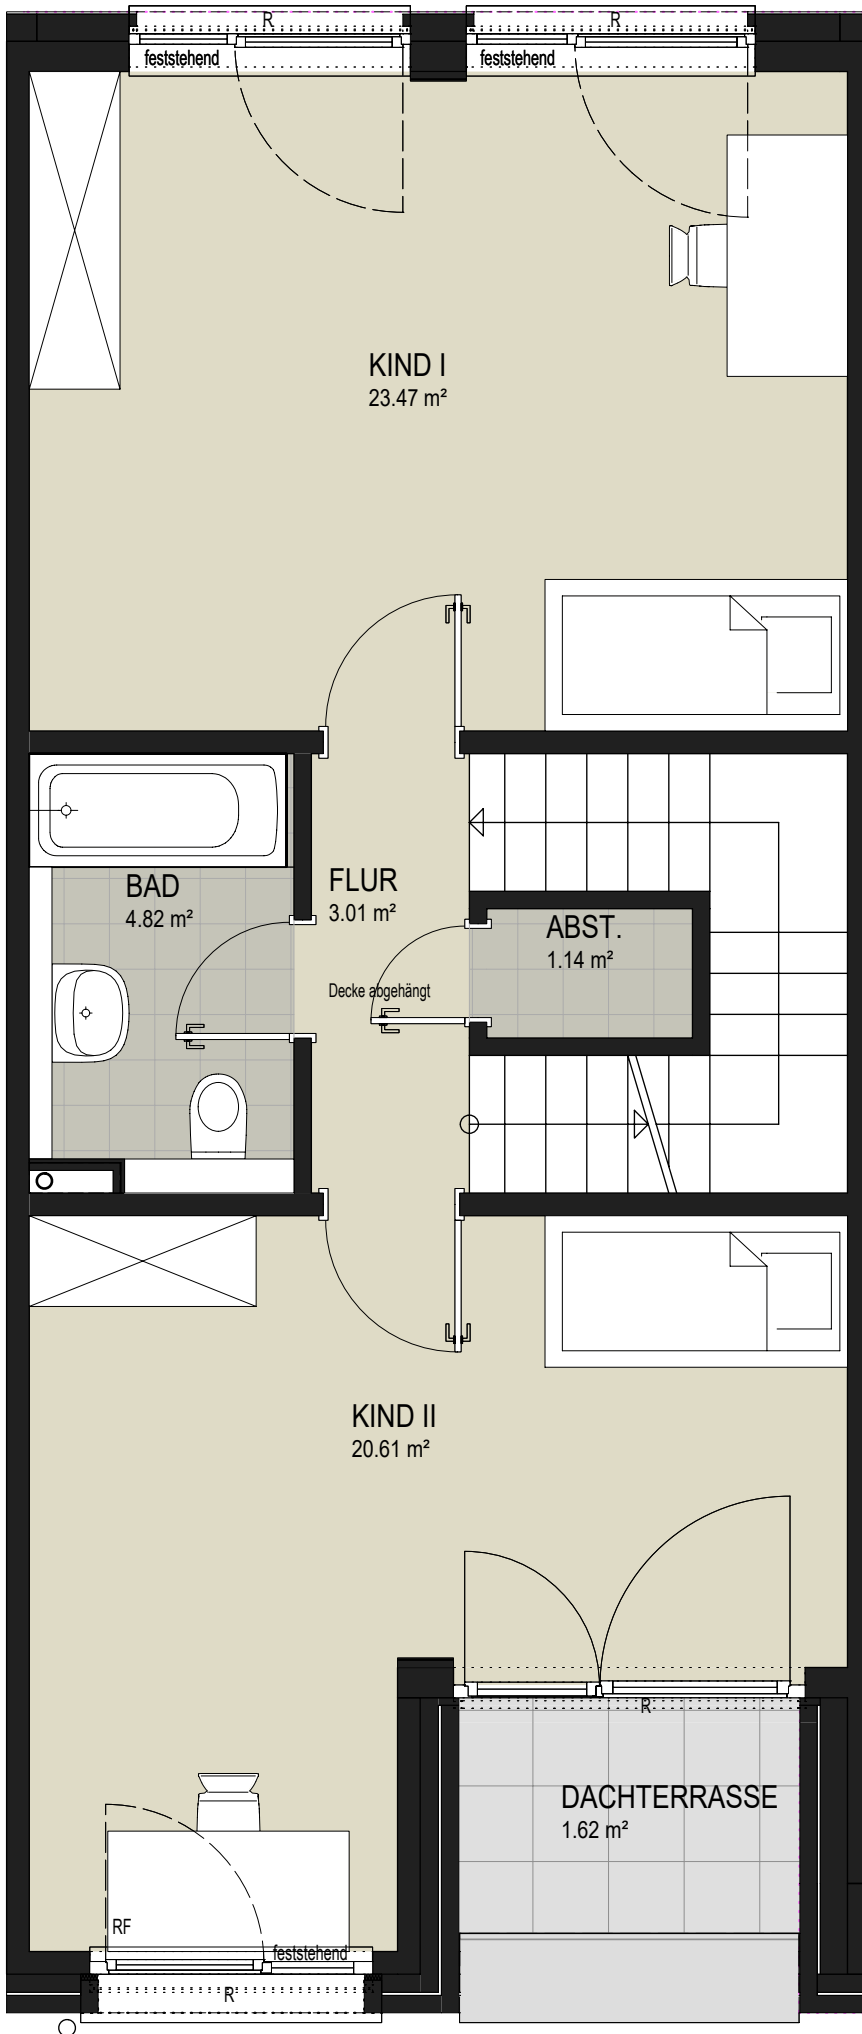 R
R
feststehend
feststehend
KIND I
23.47 m²
BAD
4.82 m²
FLUR
3.01 m²
ABST.
1.14 m²
Decke abgehängt
KIND II
20.61 m²
R
DACHTERRASSE
1.62 m²
RF
feststehend
R